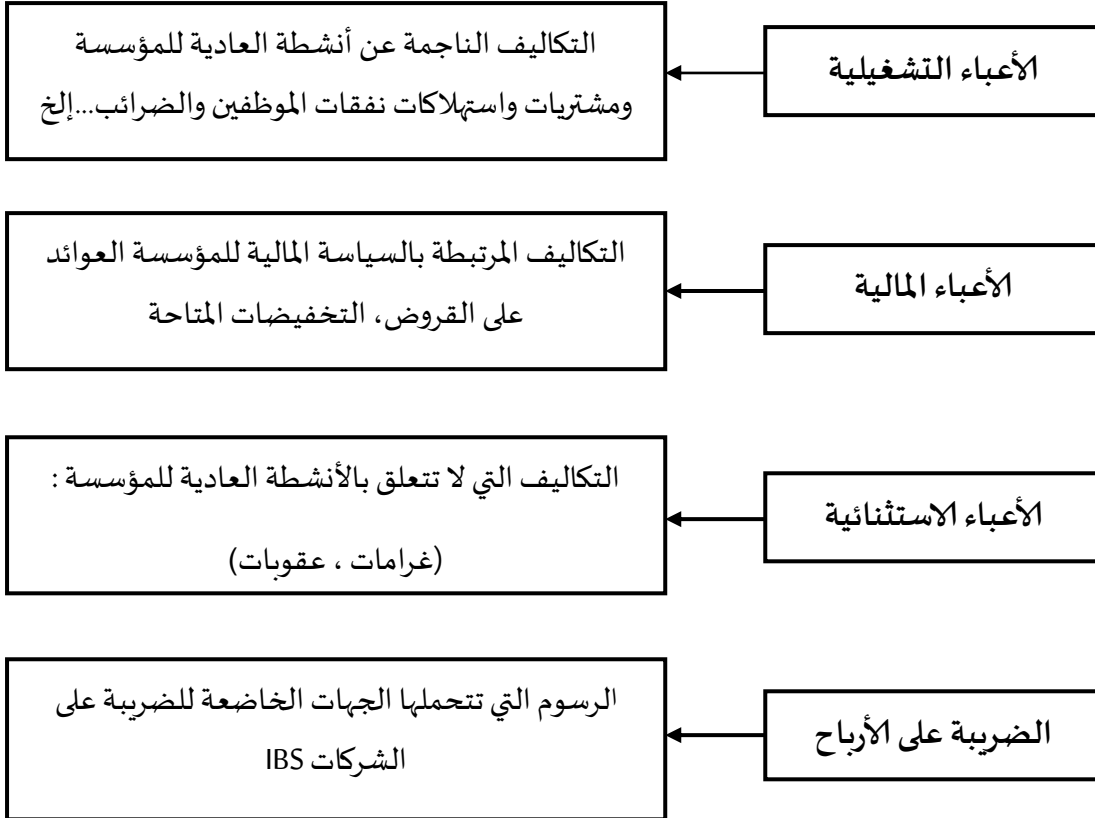 الأعباء التشغيلية
التكاليف الناجمة عن أنشطة العادية للمؤسسة
ومشتريات واستهلاكات نفقات الموظفين والضرائب...إلخ
الأعباء المالية
التكاليف المرتبطة بالسياسة المالية للمؤسسة العوائد
على القروض، التخفيضات المتاحة
الأعباء الاستثنائية
التكاليف التي لا تتعلق بالأنشطة العادية للمؤسسة :
(غرامات ، عقوبات)
الضريبة على الأرباح
الرسوم التي تتحملها الجهات الخاضعة للضريبة على
الشركات IBS